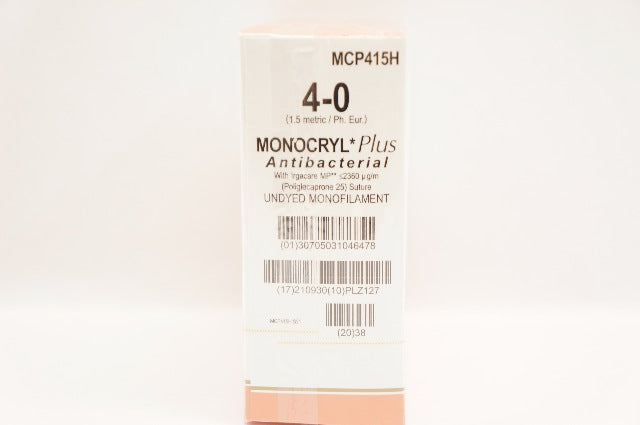 MCP415H
4-0
(1.5 metric / Ph. Eur.)
MONOCRYL* Plus
Antibacterial
With Irgacare MP** ≤2360 µg/m
(Poliglecaprone 25) Suture
UNDYED MONOFILAMENT
(01)30705031046478
(17)210930(10)PLZ127
(20)38